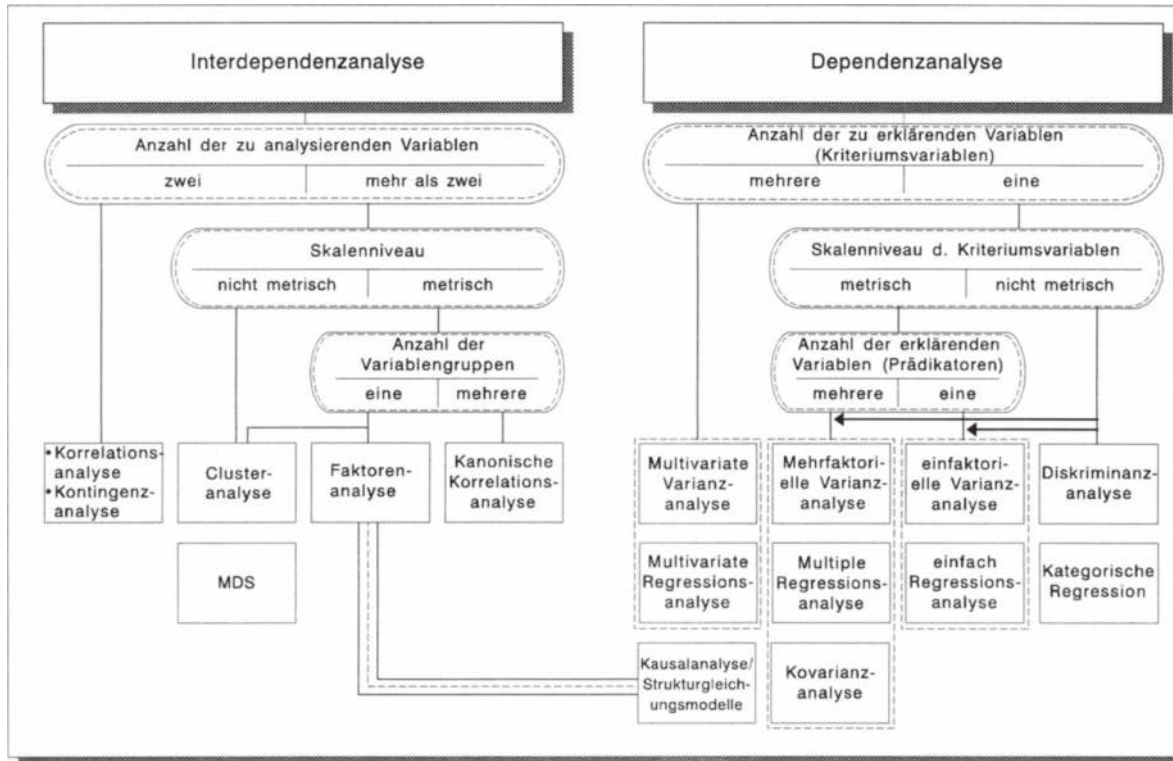 Interdependenzanalyse
Anzahl der zu analysierenden Variablen
zwei
mehr als zwei
Skalenniveau
nicht metrisch
metrisch
Anzahl der
Variablengruppen
eine
mehrere
• Korrelations-
analyse
• Kontingenz-
analyse
Cluster-
analyse
Faktoren-
analyse
Kanonische
Korrelations-
analyse
MDS
Dependenzanalyse
Anzahl der zu erklärenden Variablen
(Kriteriumsvariablen)
mehrere
eine
Skalenniveau d. Kriteriumsvariablen
metrisch
nicht metrisch
Anzahl der erklärenden
Variablen (Prädikatoren)
mehrere
eine
Multivariate
Varianz-
analyse
Mehrfaktori-
elle Varianz-
analyse
einfaktori-
elle Varianz-
analyse
Diskriminanz-
analyse
Multivariate
Regressions-
analyse
Multiple
Regressions-
analyse
einfach
Regressions-
analyse
Kategorische
Regression
Kausalanalyse/
Strukturgleich-
ungsmodelle
Kovarianz-
analyse